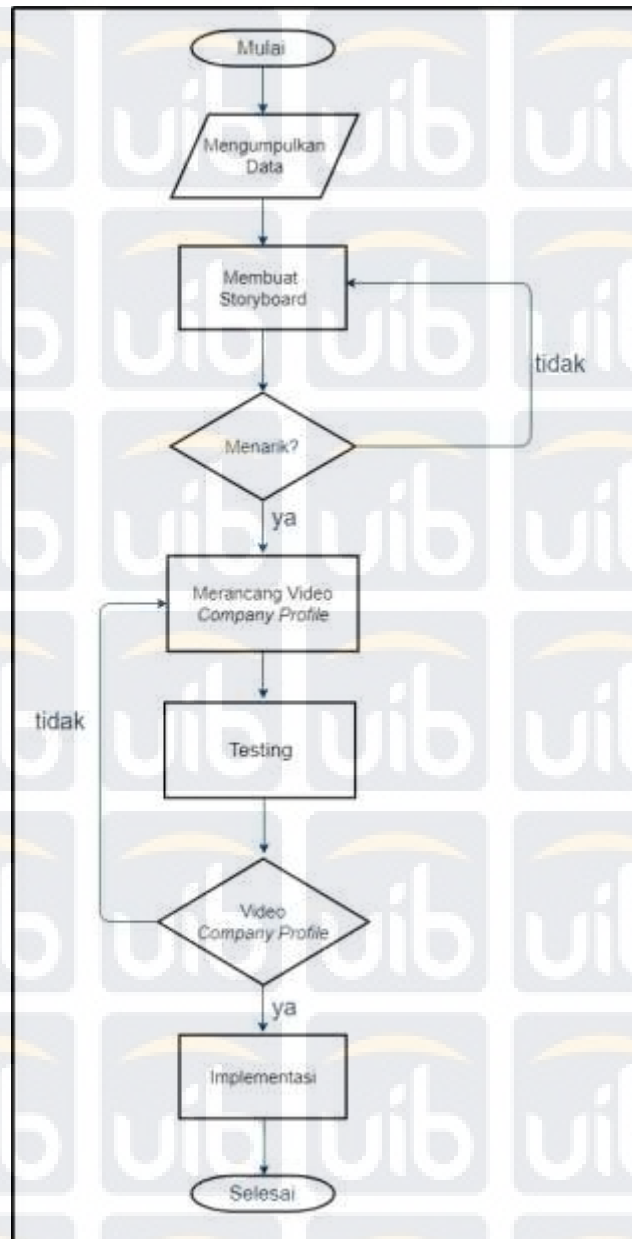 Mulai
Mengumpulkan
Data
Membuat
Storyboard
tidak
Menarik?
ya
Merancang Video
Company Profile
tidak
Testing
Video
Company Profile
ya
Implementasi
Selesai
uib